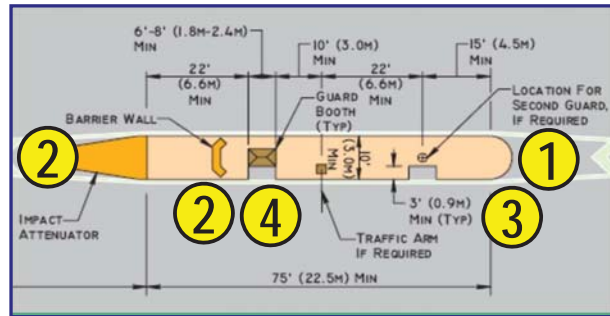 6'-8' (1.8M-2.4M)
MIN
10' (3.0M)
MIN
15' (4.5M)
MIN
22'
(6.6M)
MIN
22'
(6.6M)
MIN
GUARD
BOOTH
(TYP)
LOCATION FOR
SECOND GUARD,
IF REQUIRED
BARRIER WALL
10'
(3.0M)
MIN
2
1
2
4
3
3' (0.9M)
MIN (TYP)
IMPACT
ATTENUATOR
TRAFFIC ARM
IF REQUIRED
75' (22.5M) MIN